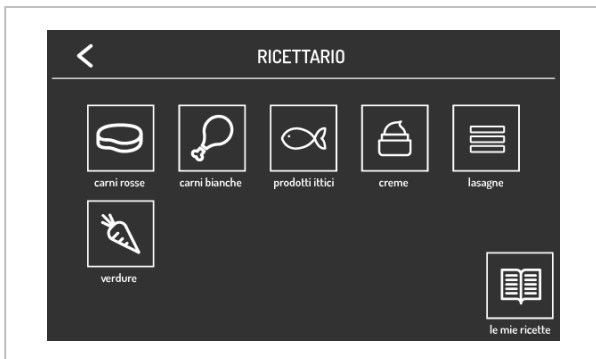 RICETTARIO
carni rosse
carni bianche
prodotti ittici
creme
lasagne
verdure
le mie ricette